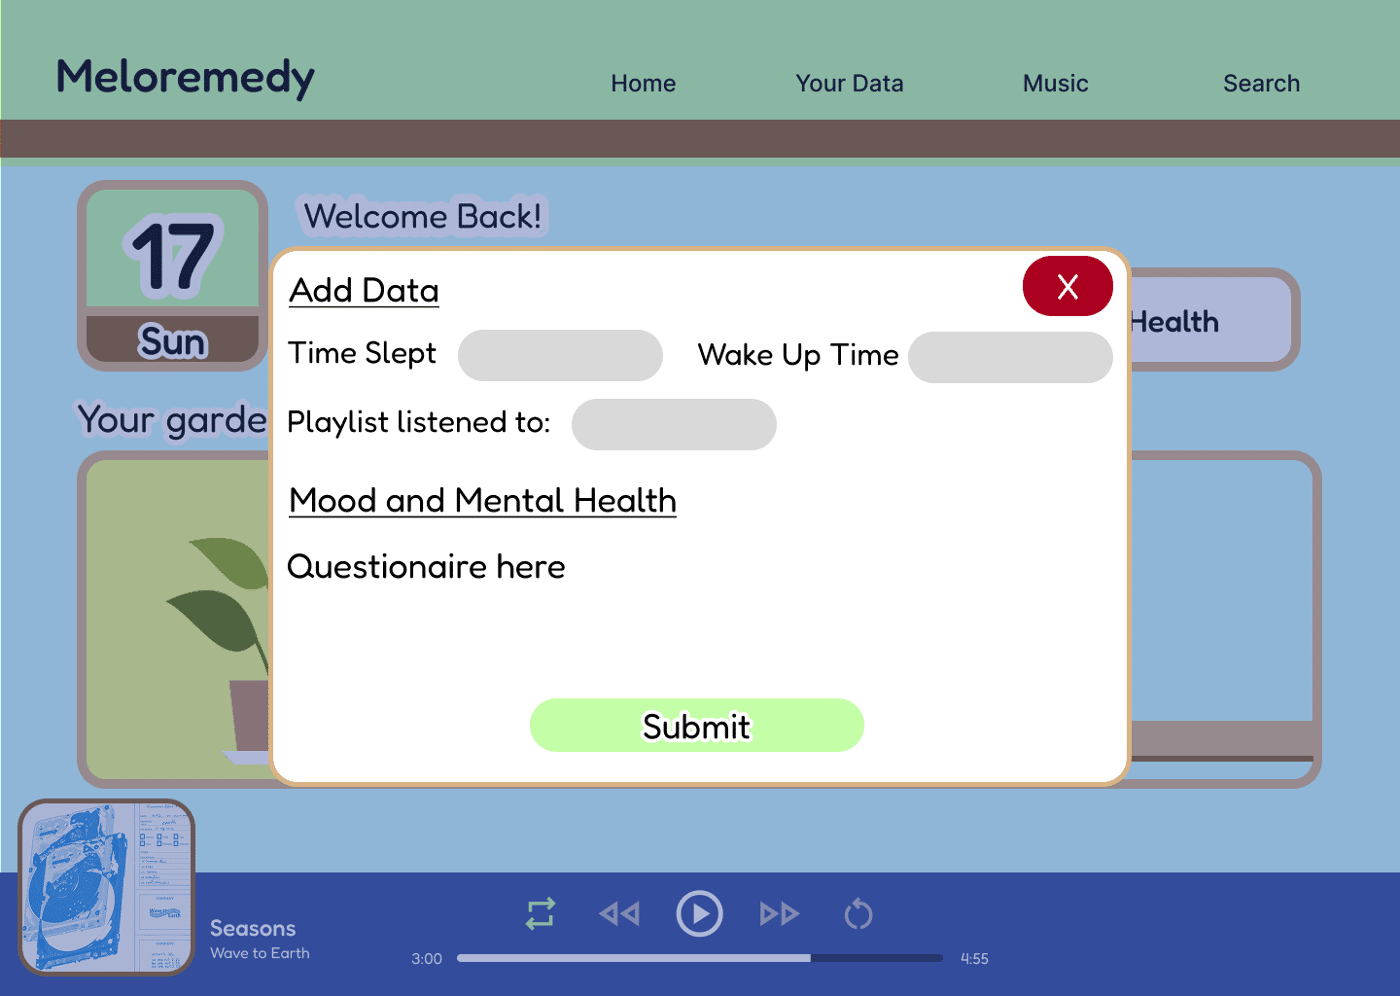 Meloremedy Home Your Data Music Search
17
Sun
Welcome Back!
Health
Your garde
Add Data
X
Time Slept Wake Up Time
Playlist listened to:
Mood and Mental Health
Questionaire here
Submit
Seasons
Wave to Earth
3:00 4:55